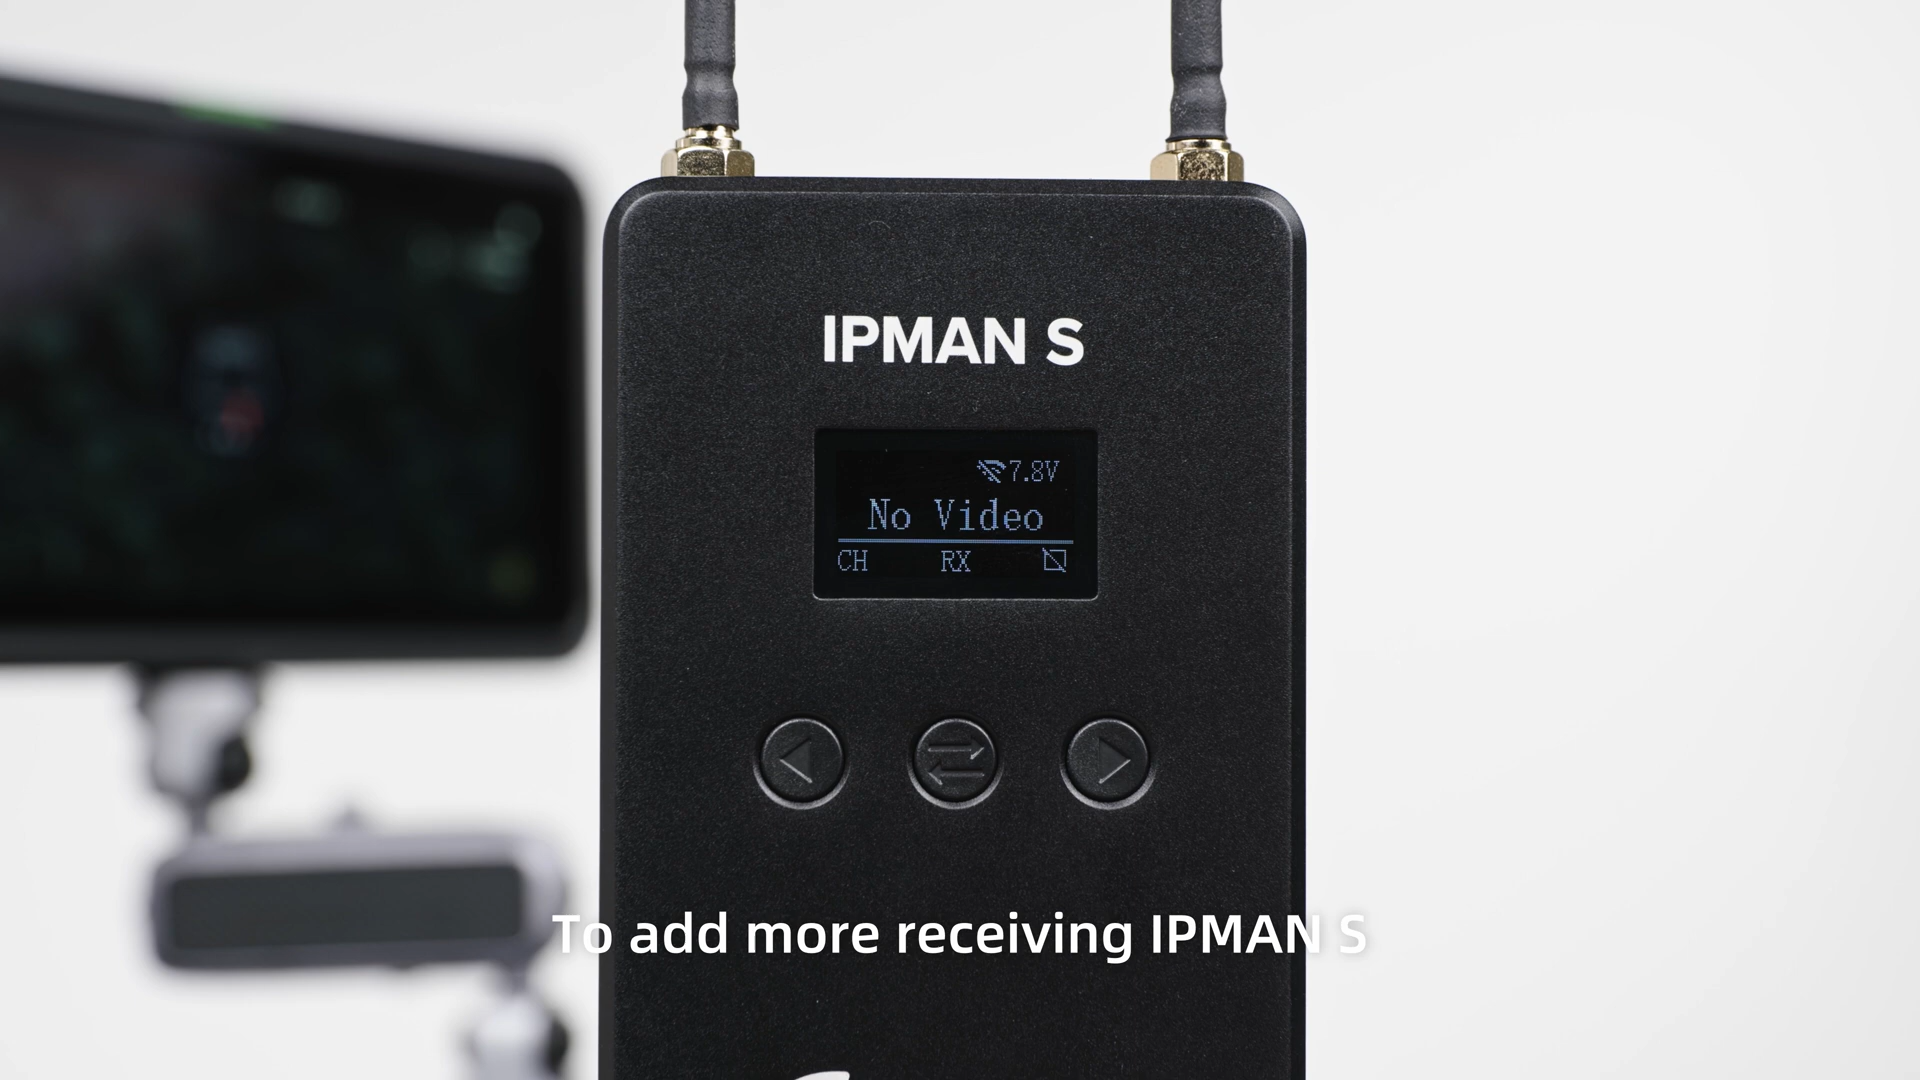 IPMAN S
7.8V
No Video
CH RX
To add more receiving IPMAN S